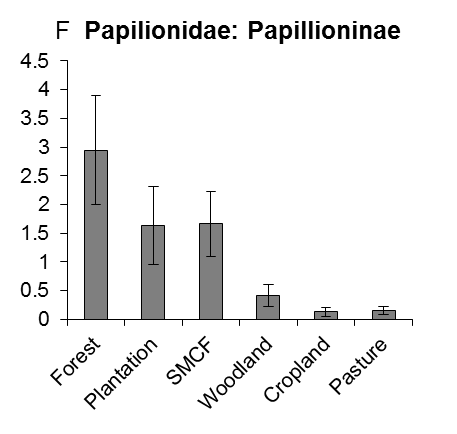 F Papilionidae: Papillioninae
4.5
4
3.5
3
2.5
2
1.5
1
0.5
0
Forest
Plantation
SMCF
Woodland
Cropland
Pasture